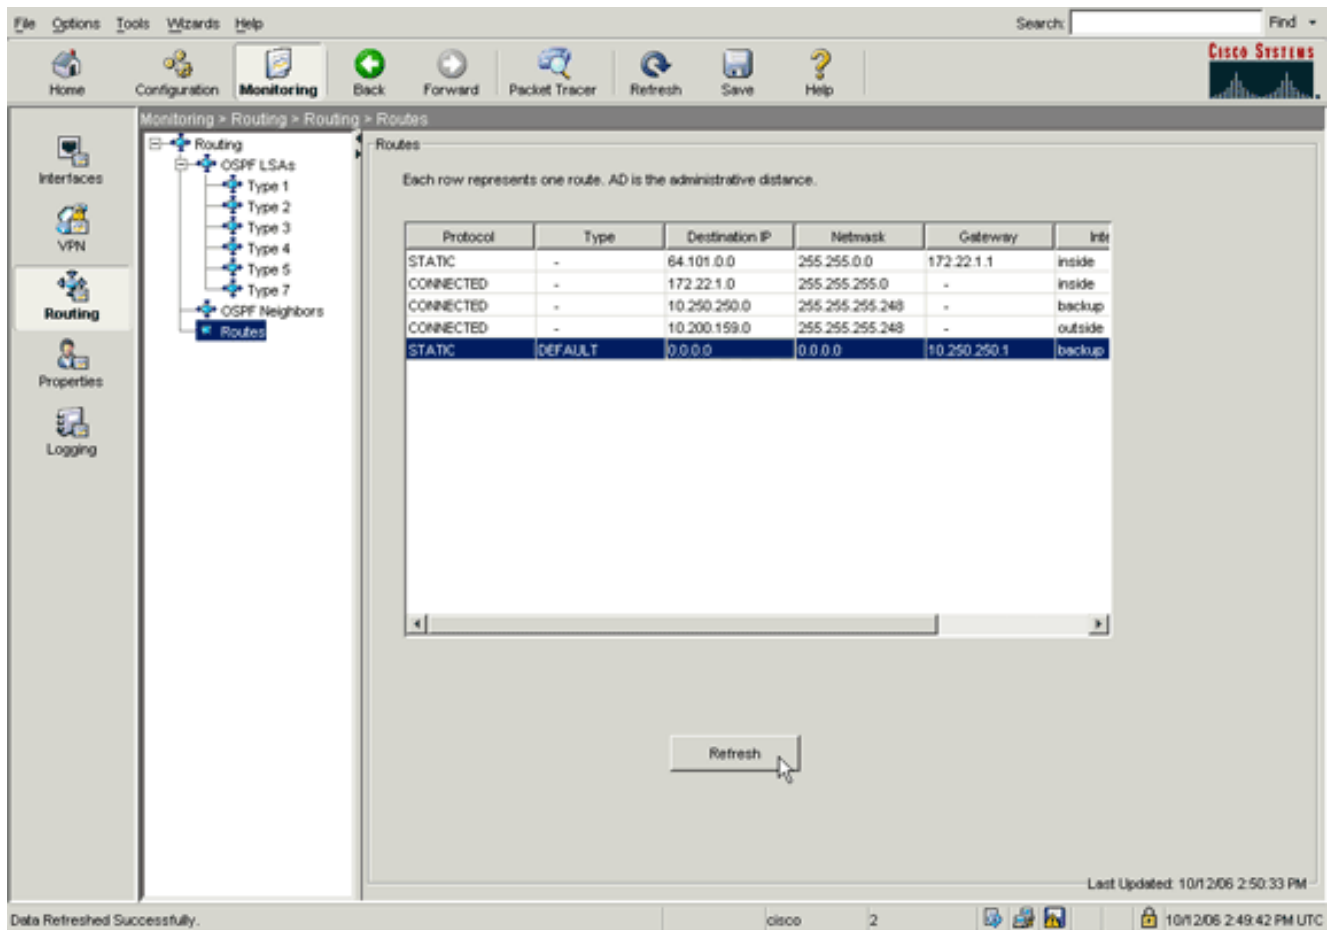 File Options Tools Wizards Help Search: Find
Home Configuration Monitoring Back Forward Packet Tracer Refresh Save Help
CISCO SYSTEMS
Monitoring > Routing > Routing > Routes
Interfaces
VPN
Routing
Properties
Logging
Routing
OSPF LSAs
Type 1
Type 2
Type 3
Type 4
Type 5
Type 7
OSPF Neighbors
Routes
Routes
Each row represents one route. AD is the administrative distance.
Protocol Type Destination IP Netmask Gateway Inte
STATIC - 64.101.0.0 255.255.0.0 172.22.1.1 inside
CONNECTED - 172.22.1.0 255.255.255.0 - inside
CONNECTED - 10.250.250.0 255.255.255.248 - backup
CONNECTED - 10.200.159.0 255.255.255.248 - outside
STATIC DEFAULT 0.0.0.0 0.0.0.0 10.250.250.1 backup
Refresh
Last Updated: 10/12/06 2:50:33 PM
Data Refreshed Successfully. cisco 2 10/12/06 2:49:42 PM UTC